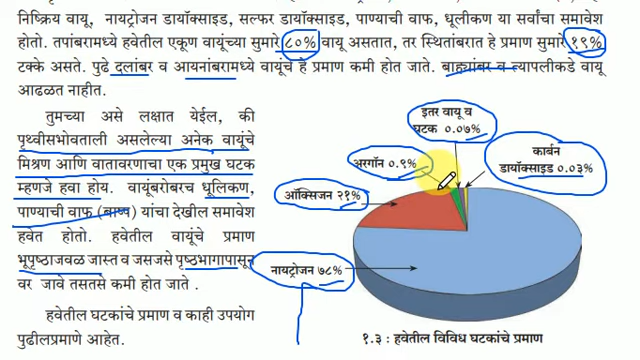 निष्क्रिय वायू, नायट्रोजन डायॉक्साइड, सल्फर डायॉक्साइड, पाण्याची वाफ, धूलीकण या सर्वांचा समावेश
होतो. तपांबरामध्ये हवेतील एकूण वायूंच्या सुमारे ८०% वायू असतात, तर स्थितांबरात हे प्रमाण सुमारे १९%
टक्के असते. पुढे दलांबर व आयनांबरामध्ये वायूंचे हे प्रमाण कमी होत जाते. बाह्यांबर व त्यापलीकडे वायू
आढळत नाहीत.
तुमच्या असे लक्षात येईल, की
पृथ्वीसभोवताली असलेल्या अनेक वायूंचे
मिश्रण आणि वातावरणाचा एक प्रमुख घटक
म्हणजे हवा होय. वायूंबरोबरच धूलिकण,
पाण्याची वाफ (बाष्प) यांचा देखील समावेश
हवेत होतो. हवेतील वायूंचे प्रमाण
भूपृष्ठाजवळ जास्त व जसजसे पृष्ठभागापासून
वर जावे तसतसे कमी होत जाते .
हवेतील घटकांचे प्रमाण व काही उपयोग
पुढीलप्रमाणे आहेत.
इतर वायू व
घटक ०.०७%
कार्बन
डायॉक्साइड ०.०३%
अरगॉन ०.९%
ऑक्सिजन २१%
नायट्रोजन ७८%
१.३ : हवेतील विविध घटकांचे प्रमाण